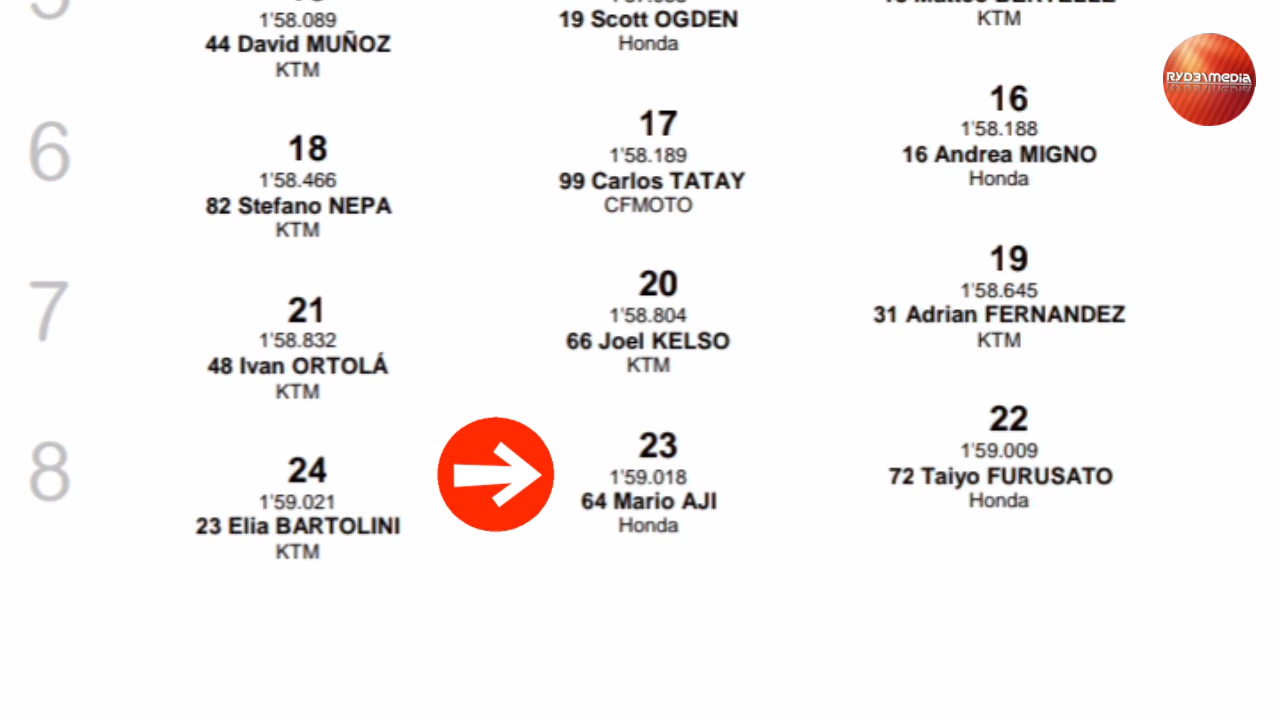 5
1'58.089
44 David MUÑOZ
KTM
19 Scott OGDEN
Honda
KTM
RYD3\MEDIA
6
18
1'58.466
82 Stefano NEPA
KTM
17
1'58.189
99 Carlos TATAY
CFMOTO
16
1'58.188
16 Andrea MIGNO
Honda
7
21
1'58.832
48 Ivan ORTOLÁ
KTM
20
1'58.804
66 Joel KELSO
KTM
19
1'58.645
31 Adrian FERNANDEZ
KTM
8
24
1'59.021
23 Elia BARTOLINI
KTM
23
1'59.018
64 Mario AJI
Honda
22
1'59.009
72 Taiyo FURUSATO
Honda